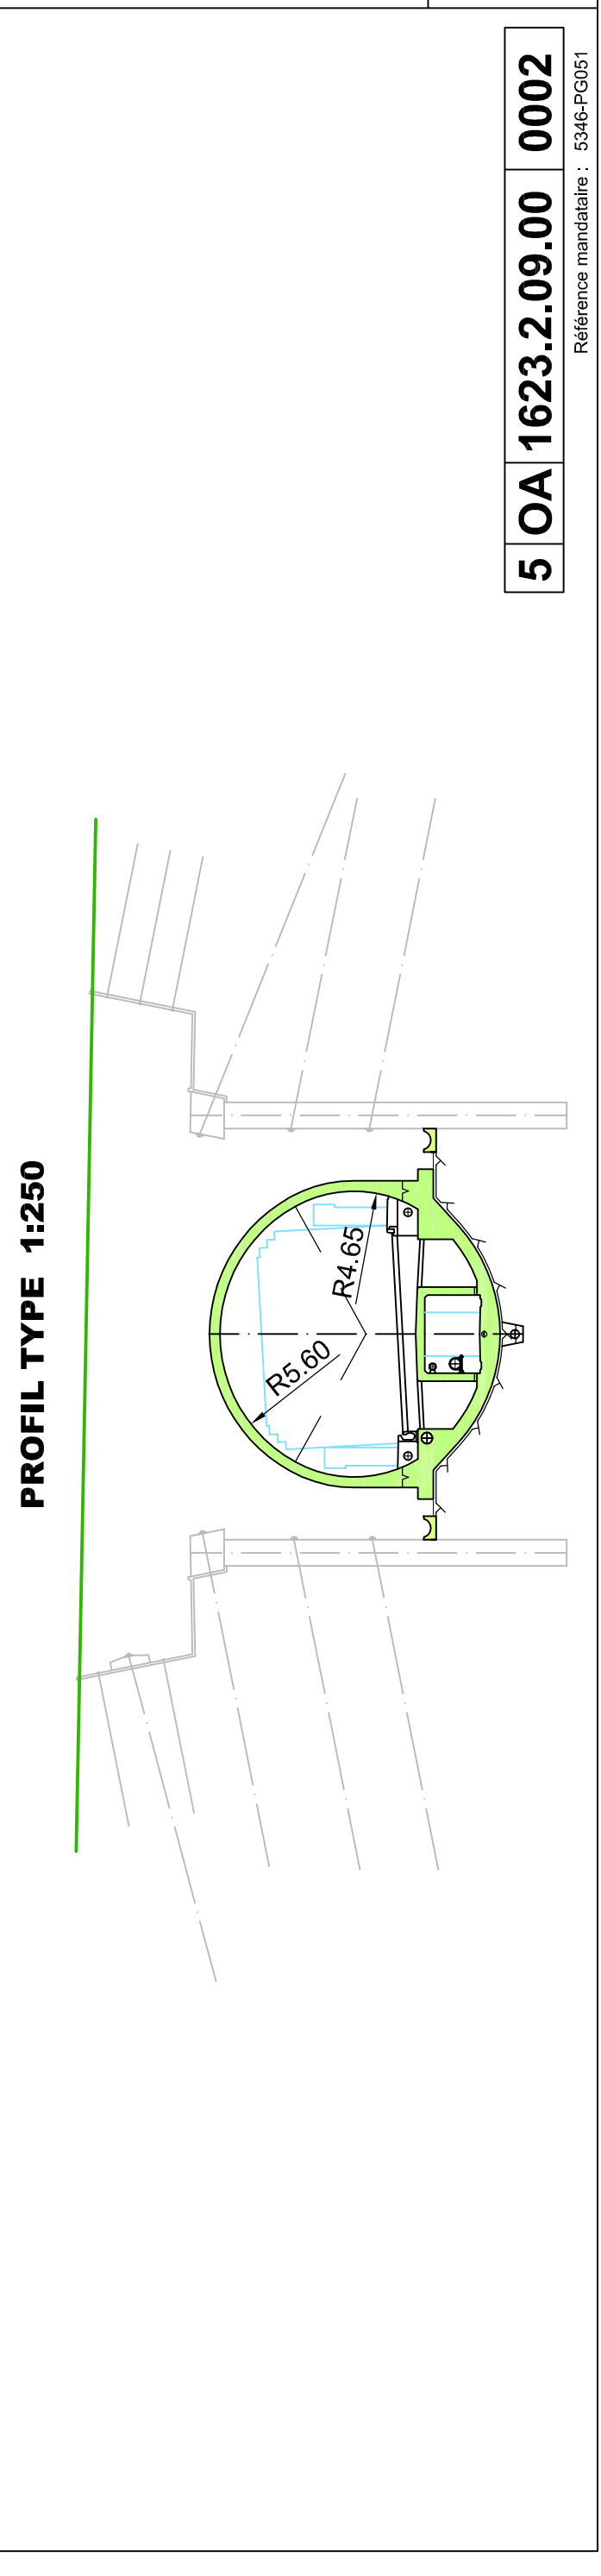 PROFIL TYPE 1:250
R5.60
R4.65
5 OA 1623.2.09.00 0002
Référence mandataire : 5346-PG051